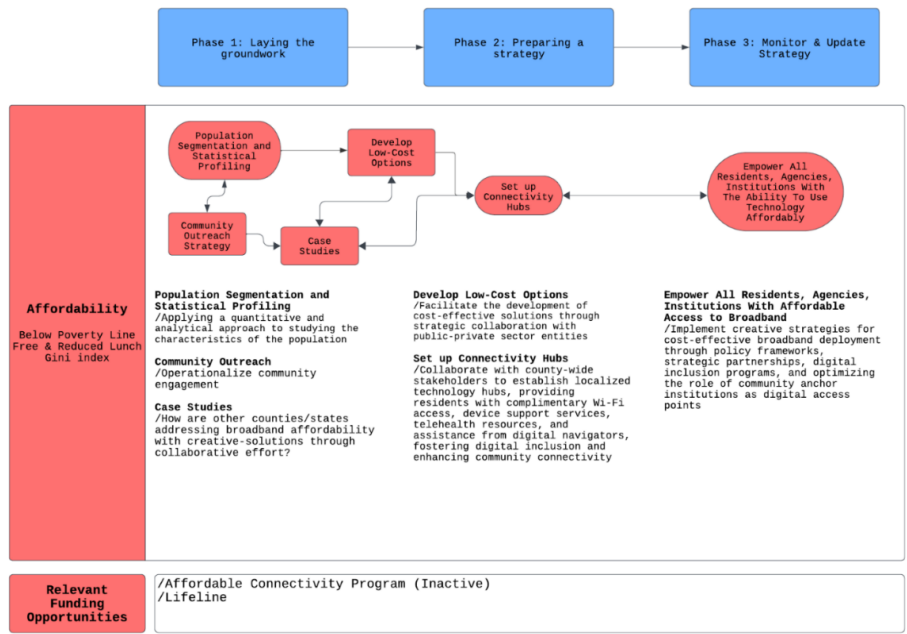 Phase 1: Laying the
groundwork
Phase 2: Preparing a
strategy
Phase 3: Monitor & Update
Strategy
Affordability
Below Poverty Line
Free & Reduced Lunch
Gini index
Population
Segmentation and
Statistical
Profiling
Develop
Low-Cost
Options
Community
Outreach
Strategy
Case
Studies
Set up
Connectivity
Hubs
Empower All
Residents, Agencies,
Institutions With
The Ability To Use
Technology
Affordably
Population Segmentation and
Statistical Profiling
/Applying a quantitative and
analytical approach to studying the
characteristics of the population
Community Outreach
/Operationalize community
engagement
Case Studies
/How are other counties/states
addressing broadband affordability
with creative-solutions through
collaborative effort?
Develop Low-Cost Options
/Facilitate the development of
cost-effective solutions through
strategic collaboration with
public-private sector entities
Set up Connectivity Hubs
/Collaborate with county-wide
stakeholders to establish localized
technology hubs, providing
residents with complimentary Wi-Fi
access, device support services,
telehealth resources, and
assistance from digital navigators,
fostering digital inclusion and
enhancing community connectivity
Empower All Residents, Agencies,
Institutions With Affordable
Access to Broadband
/Implement creative strategies for
cost-effective broadband deployment
through policy frameworks,
strategic partnerships, digital
inclusion programs, and optimizing
the role of community anchor
institutions as digital access
points
Relevant
Funding
Opportunities
/Affordable Connectivity Program (Inactive)
/Lifeline